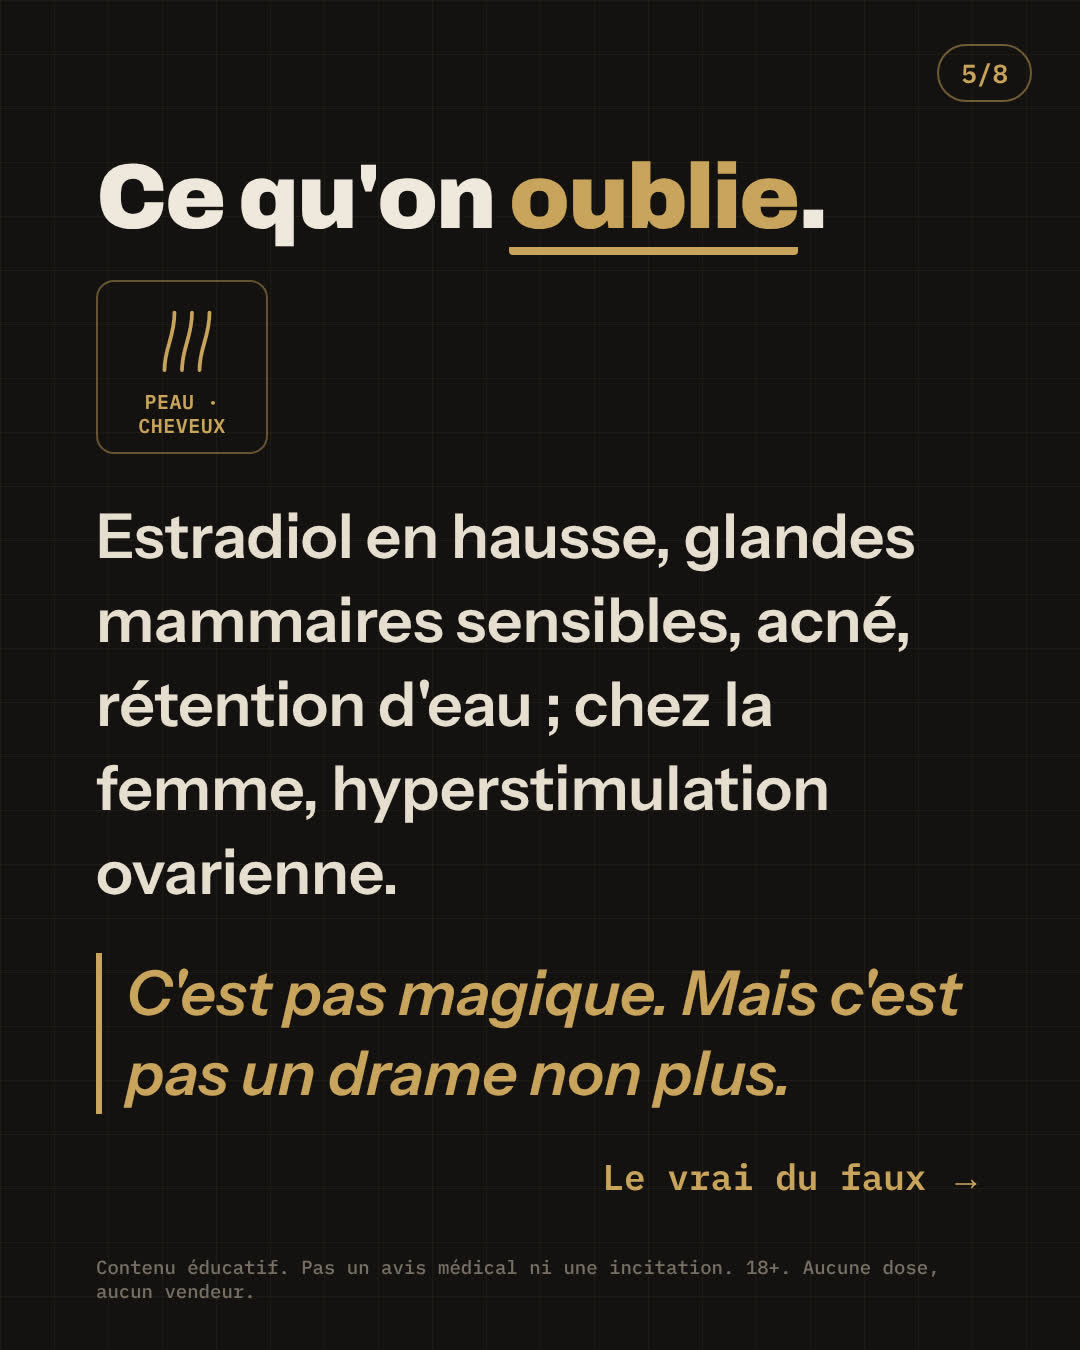 5/8
Ce qu'on oublie.
PEAU ·
CHEVEUX
Estradiol en hausse, glandes
mammaires sensibles, acné,
rétention d'eau ; chez la
femme, hyperstimulation
ovarienne.
C'est pas magique. Mais c'est
pas un drame non plus.
Le vrai du faux →
Contenu éducatif. Pas un avis médical ni une incitation. 18+. Aucune dose,
aucun vendeur.